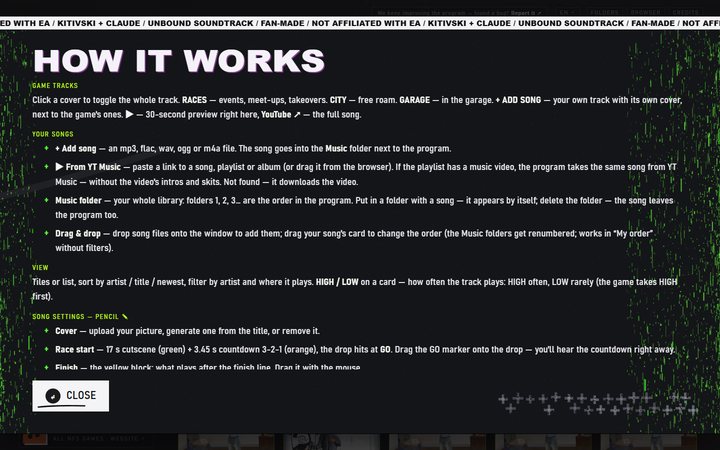 ED WITH EA / KITIVSKI + CLAUDE / UNBOUND SOUNDTRACK / FAN-MADE / NOT AFFILIATED WITH EA / KITIVSKI + CLAUDE / UNBOUND SOUNDTRACK / FAN-MADE / NOT AFF
HOW IT WORKS
GAME TRACKS
Click a cover to toggle the whole track. RACES — events, meet-ups, takeovers. CITY — free roam. GARAGE — in the garage. + ADD SONG — your own track with its own cover,
next to the game's ones. ▶ — 30-second preview right here, YouTube ↗ — the full song.
YOUR SONGS
+ + Add song — an mp3, flac, wav, ogg or m4a file. The song goes into the Music folder next to the program.
+ ▶ From YT Music — paste a link to a song, playlist or album (or drag it from the browser). If the playlist has a music video, the program takes the same song from YT
Music — without the video's intros and skits. Not found — it downloads the video.
+ Music folder — your whole library: folders 1, 2, 3… are the order in the program. Put in a folder with a song — it appears by itself; delete the folder — the song leaves
the program too.
+ Drag & drop — drop song files onto the window to add them; drag your song's card to change the order (the Music folders get renumbered; works in "My order"
without filters).
VIEW
Tiles or list, sort by artist / title / newest, filter by artist and where it plays. HIGH / LOW on a card — how often the track plays: HIGH often, LOW rarely (the game takes HIGH
first).
SONG SETTINGS — PENCIL ✎
+ Cover — upload your picture, generate one from the title, or remove it.
+ Race start — 17 s cutscene (green) + 3.45 s countdown 3-2-1 (orange), the drop hits at GO. Drag the GO marker onto the drop — you'll hear the countdown right away.
+ Finish — the yellow block: what plays after the finish line. Drag it with the mouse.
CLOSE